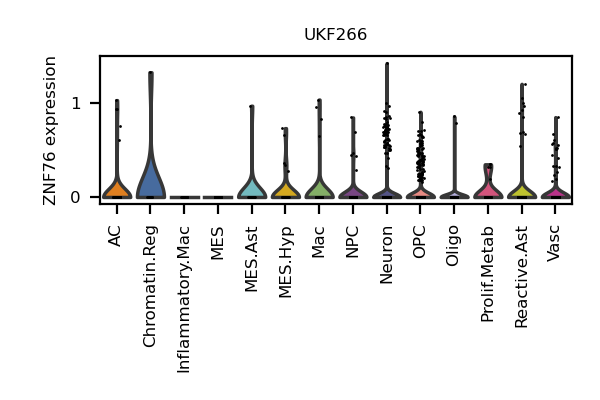 UKF266
ZNF76 expression
1
0
AC
Chromatin.Reg
Inflammatory.Mac
MES
MES.Ast
MES.Hyp
Mac
NPC
Neuron
OPC
Oligo
Prolif.Metab
Reactive.Ast
Vasc